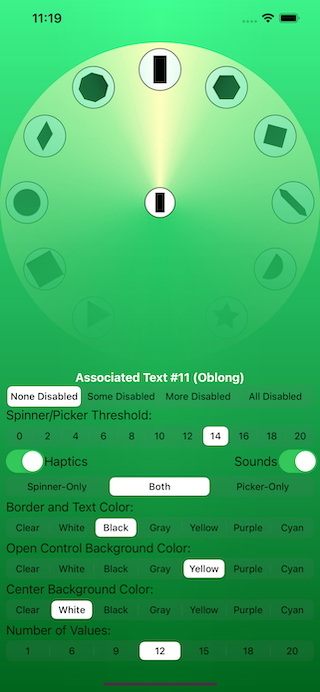 11:19
Associated Text #11 (Oblong)
None Disabled Some Disabled More Disabled All Disabled
Spinner/Picker Threshold:
0 2 4 6 8 10 12 14 16 18 20
Haptics Sounds
Spinner-Only Both Picker-Only
Border and Text Color:
Clear White Black Gray Yellow Purple Cyan
Open Control Background Color:
Clear White Black Gray Yellow Purple Cyan
Center Background Color:
Clear White Black Gray Yellow Purple Cyan
Number of Values:
1 6 9 12 15 18 20